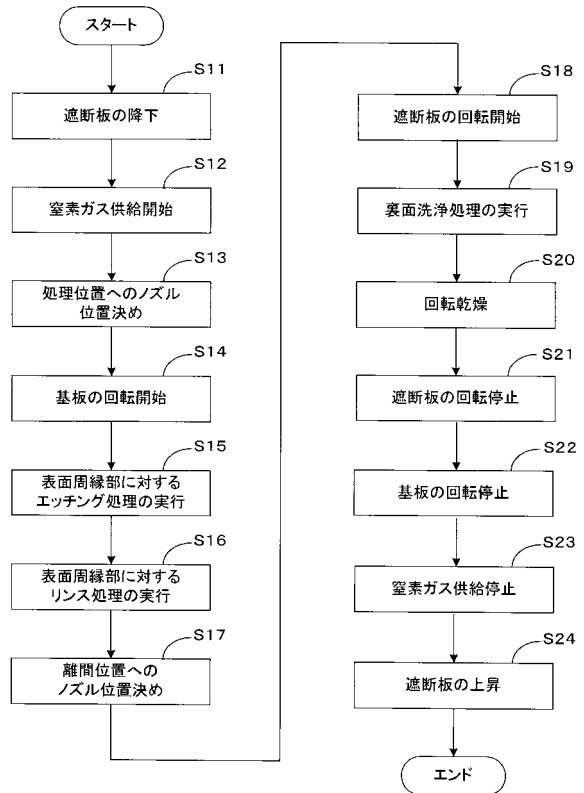 スタート
S11
遮断板の降下
S12
窒素ガス供給開始
S13
処理位置へのノズル
位置決め
S14
基板の回転開始
S15
表面周縁部に対する
エッチング処理の実行
S16
表面周縁部に対する
リンス処理の実行
S17
離間位置への
ノズル位置決め
S18
遮断板の回転開始
S19
裏面洗浄処理の実行
S20
回転乾燥
S21
遮断板の回転停止
S22
基板の回転停止
S23
窒素ガス供給停止
S24
遮断板の上昇
エンド